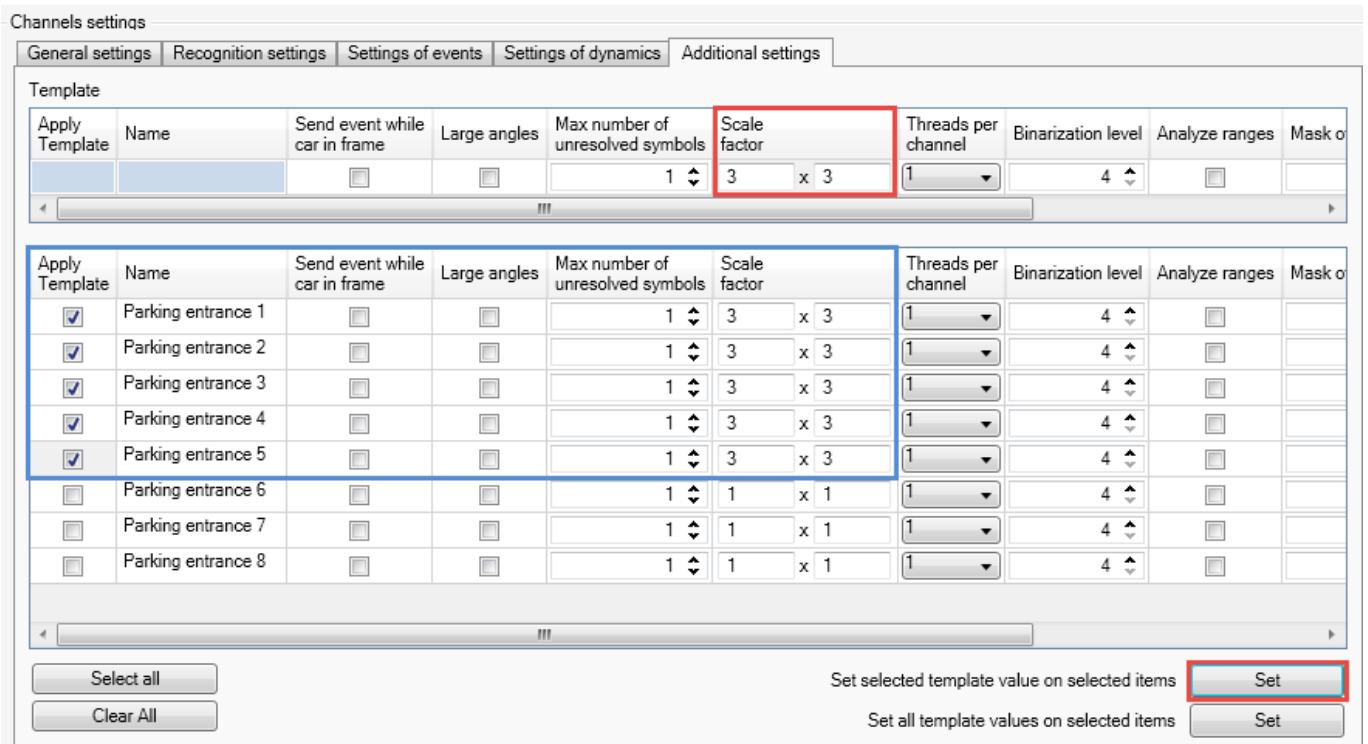 Channels settings
General settings Recognition settings Settings of events Settings of dynamics Additional settings
Template
Apply Template Name Send event while car in frame Large angles Max number of unresolved symbols Scale factor Threads per channel Binarization level Analyze ranges Mask o
1 3 x 3 1 4
Apply Template Name Send event while car in frame Large angles Max number of unresolved symbols Scale factor Threads per channel Binarization level Analyze ranges Mask o
Parking entrance 1 1 3 x 3 1 4
Parking entrance 2 1 3 x 3 1 4
Parking entrance 3 1 3 x 3 1 4
Parking entrance 4 1 3 x 3 1 4
Parking entrance 5 1 3 x 3 1 4
Parking entrance 6 1 1 x 1 1 4
Parking entrance 7 1 1 x 1 1 4
Parking entrance 8 1 1 x 1 1 4
Select all Set selected template value on selected items Set
Clear All Set all template values on selected items Set